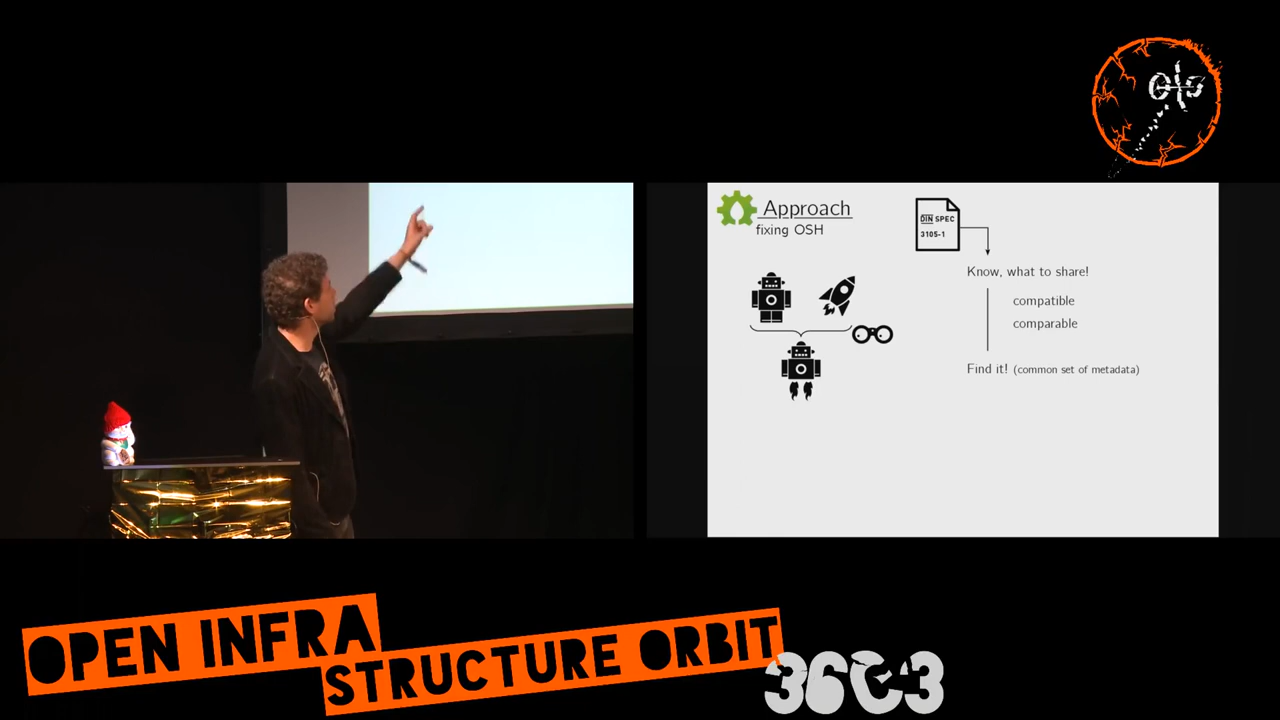 OIO
Approach
fixing OSH
DIN SPEC
3105-1
Know, what to share!
compatible
comparable
Find it! (common set of metadata)
OPEN INFRA
STRUCTURE ORBIT
36C3